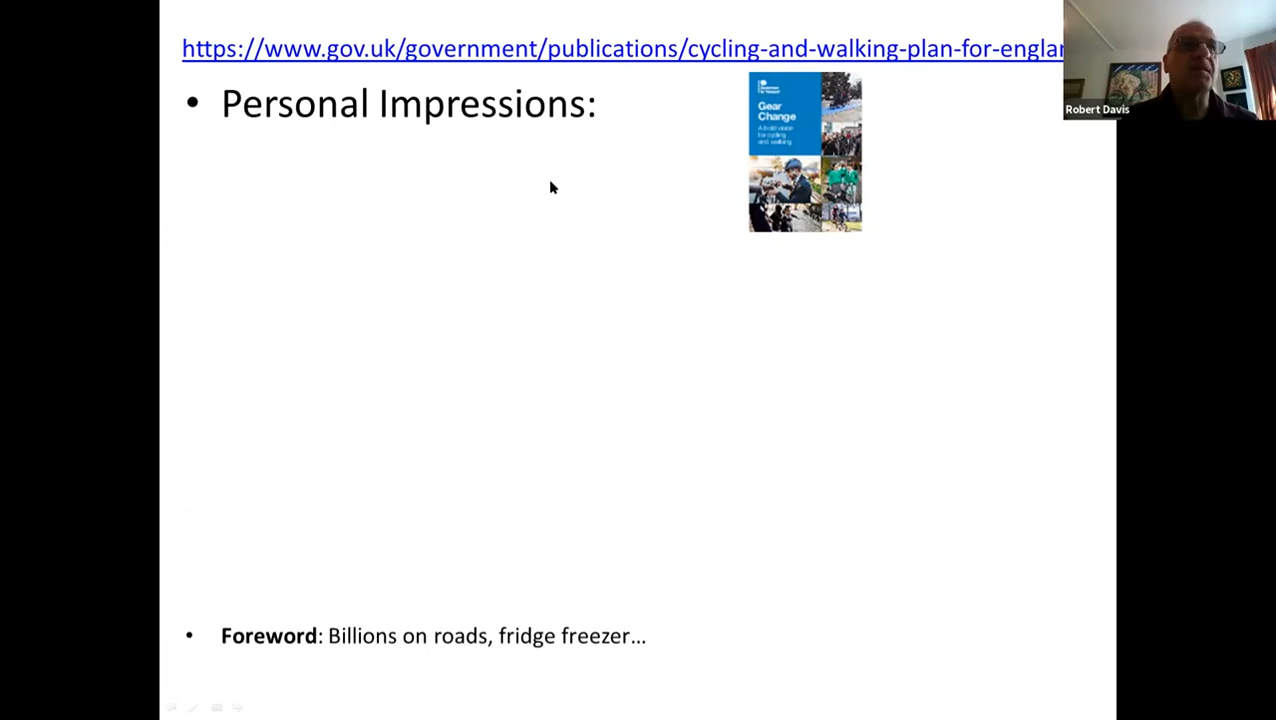 https://www.gov.uk/government/publications/cycling-and-walking-plan-for-englan
• Personal Impressions:
Gear
Change
A bold vision
for cycling
and walking
Robert Davis
• Foreword: Billions on roads, fridge freezer...